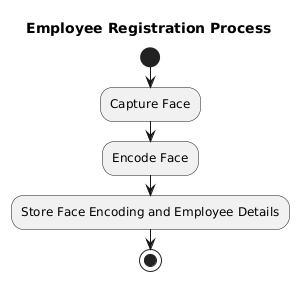 Employee Registration Process
Capture Face
Encode Face
Store Face Encoding and Employee Details